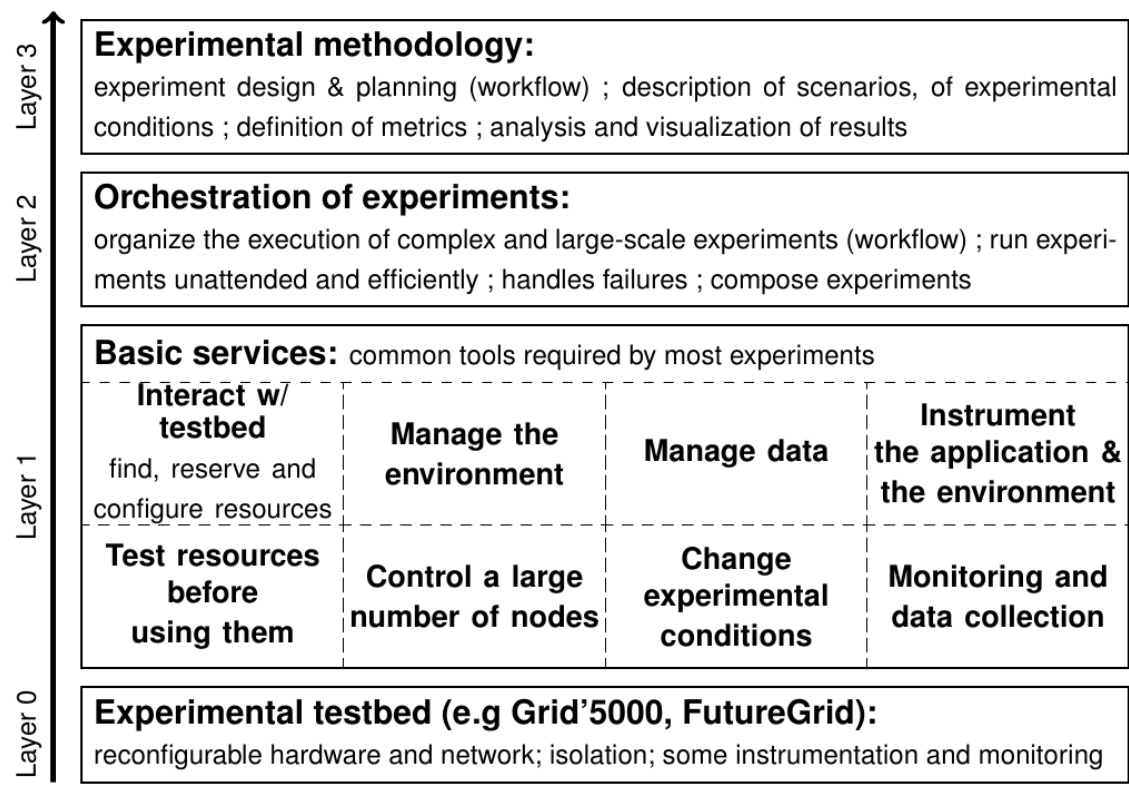 Layer 3
Experimental methodology:
experiment design & planning (workflow) ; description of scenarios, of experimental
conditions ; definition of metrics ; analysis and visualization of results
Layer 2
Orchestration of experiments:
organize the execution of complex and large-scale experiments (workflow) ; run experi-
ments unattended and efficiently ; handles failures ; compose experiments
Layer 1
Basic services: common tools required by most experiments
Interact w/
testbed
find, reserve and
configure resources
Manage the
environment
Manage data
Instrument
the application &
the environment
Test resources
before
using them
Control a large
number of nodes
Change
experimental
conditions
Monitoring and
data collection
Layer 0
Experimental testbed (e.g Grid'5000, FutureGrid):
reconfigurable hardware and network; isolation; some instrumentation and monitoring